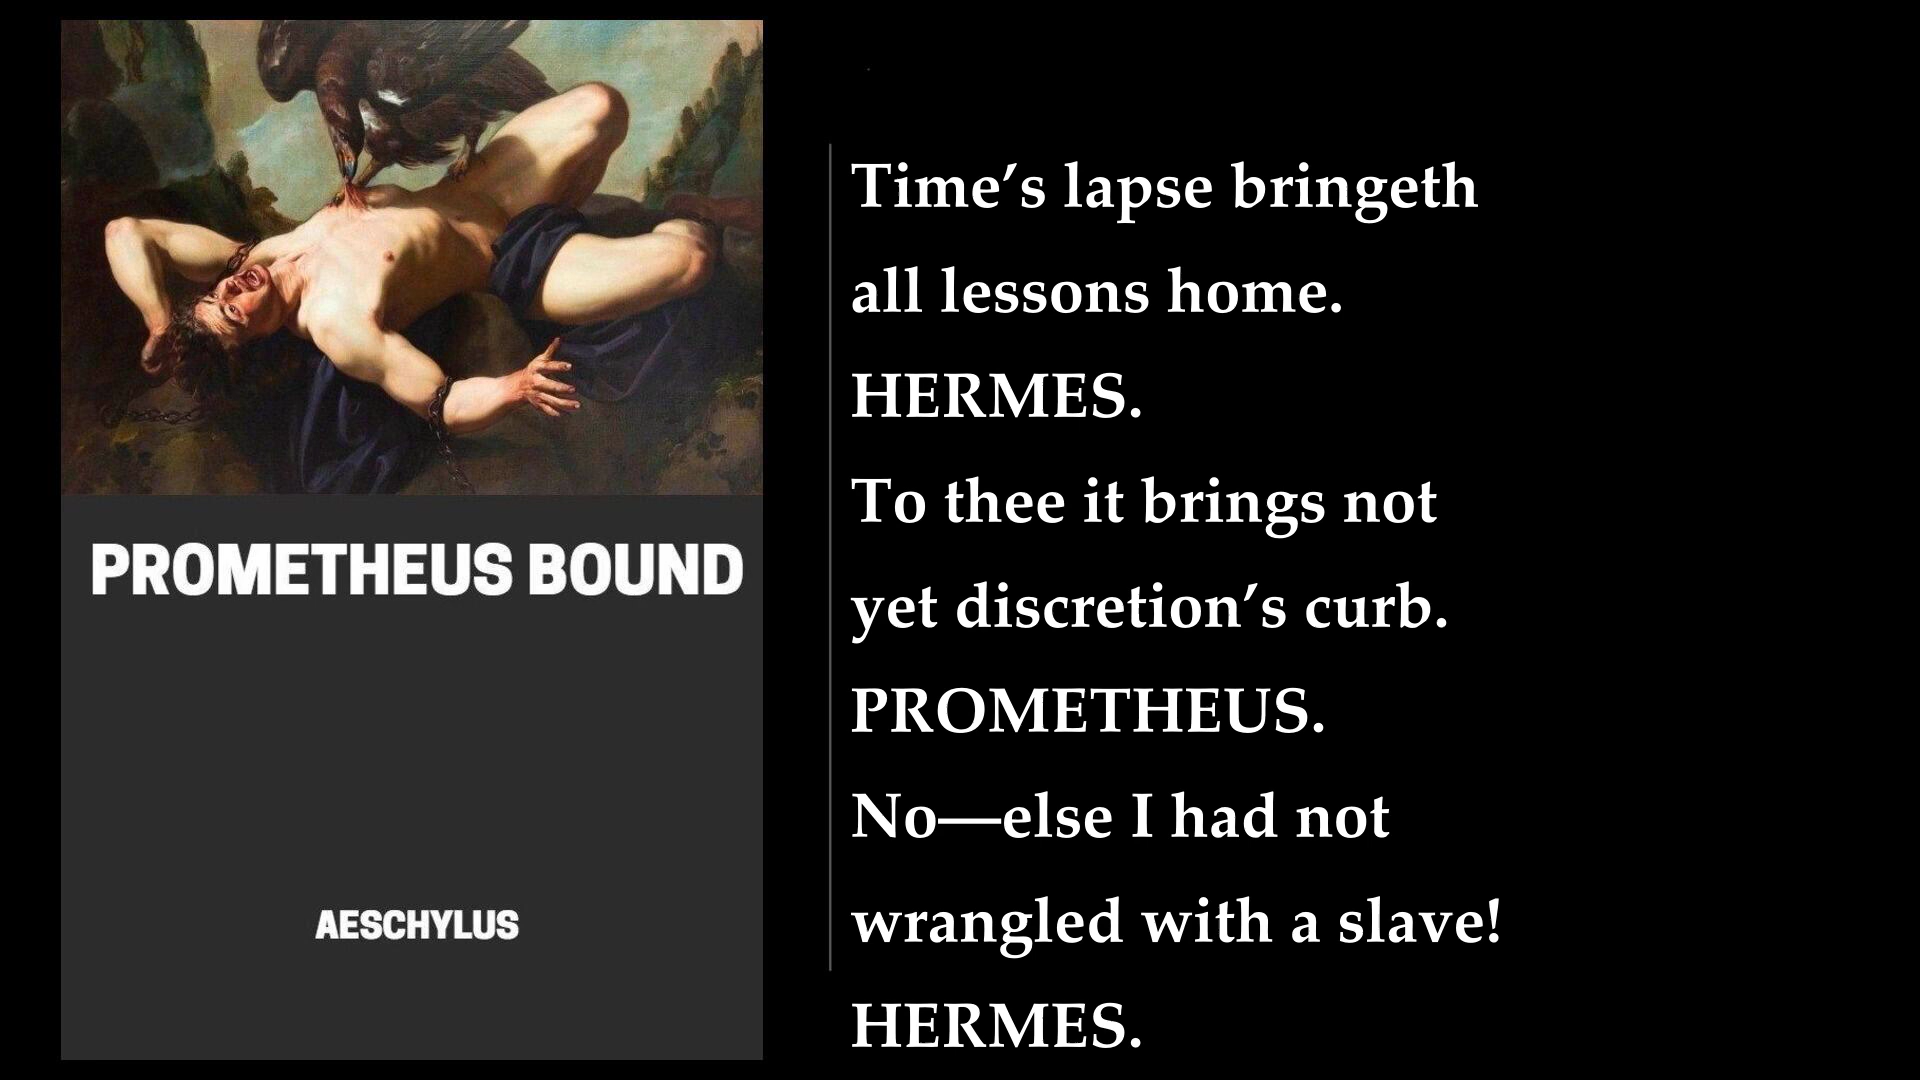 PROMETHEUS BOUND
AESCHYLUS
Time’s lapse bringeth
all lessons home.
HERMES.
To thee it brings not
yet discretion’s curb.
PROMETHEUS.
No—else I had not
wrangled with a slave!
HERMES.